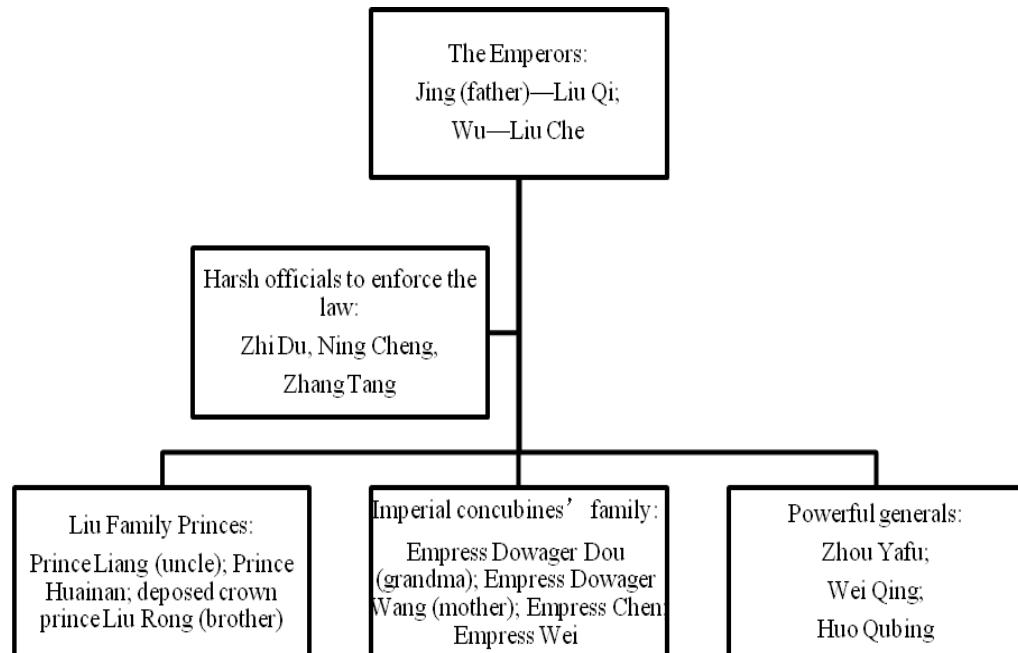 The Emperors:
Jing (father)—Liu Qi;
Wu—Liu Che
Harsh officials to enforce the
law:
Zhi Du, Ning Cheng,
Zhang Tang
Liu Family Princes:
Prince Liang (uncle); Prince
Huainan; deposed crown
prince Liu Rong (brother)
Imperial concubines’ family:
Empress Dowager Dou
(grandma); Empress Dowager
Wang (mother); Empress Chen;
Empress Wei
Powerful generals:
Zhou Yafu;
Wei Qing;
Huo Qubing